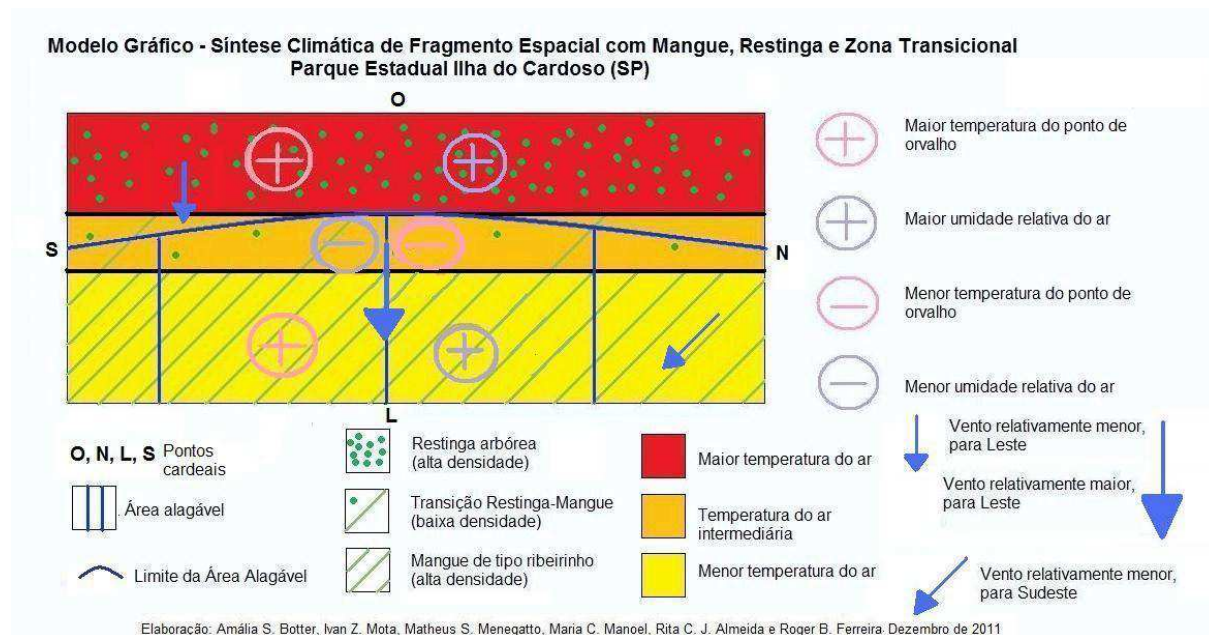 Modelo Gráfico - Síntese Climática de Fragmento Espacial com Mangue, Restinga e Zona Transicional
Parque Estadual Ilha do Cardoso (SP)
O
S
N
L
Maior temperatura do ponto de
orvalho
Maior umidade relativa do ar
Menor temperatura do ponto de
orvalho
Menor umidade relativa do ar
O, N, L, S Pontos
cardeais
Área alagável
Limite da Área Alagável
Restinga arbórea
(alta densidade)
Transição Restinga-Mangue
(baixa densidade)
Mangue de tipo ribeirinho
(alta densidade)
Maior temperatura do ar
Temperatura do ar
intermediária
Menor temperatura do ar
Vento relativamente menor,
para Leste
Vento relativamente maior,
para Leste
Vento relativamente menor,
para Sudeste
Elaboração: Amália S. Botter, Ivan Z. Mota, Matheus S. Menegatto, Maria C. Manoel, Rita C. J. Almeida e Roger B. Ferreira. Dezembro de 2011